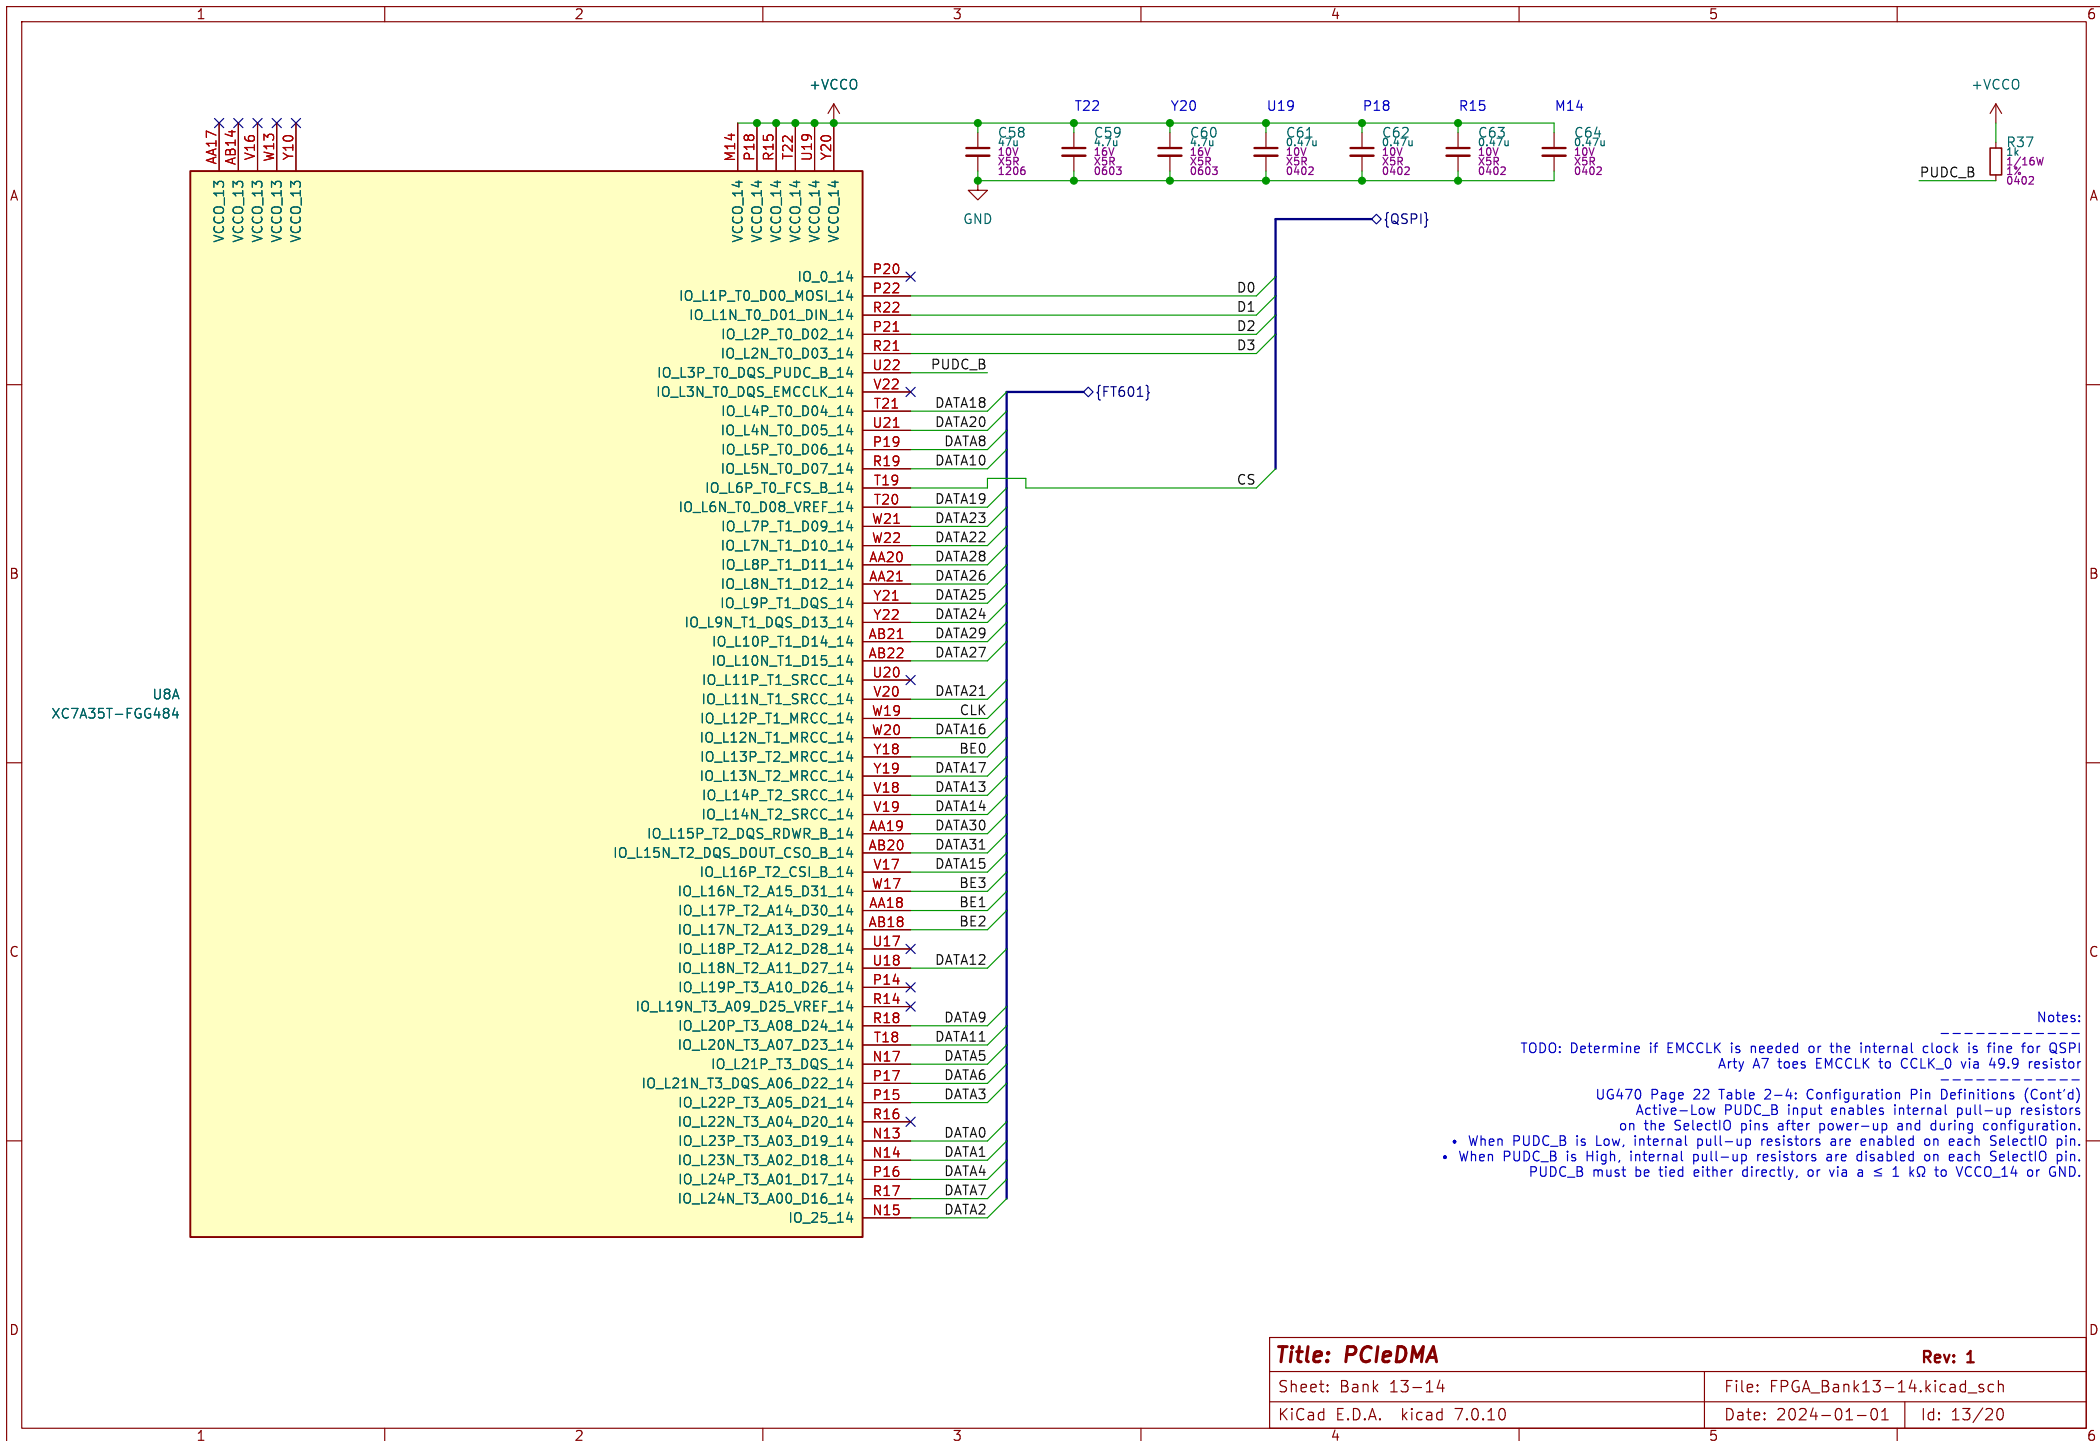 1 2 3 4 5 6
+VCCO
+VCCO
T22 Y20 U19 P18 R15 M14
AA17 AB14 V16 W13 Y10
M14 P18 R15 T22 U19 Y20
C58 47u 10V X5R 1206
C59 4.7u 16V X5R 0603
C60 4.7u 16V X5R 0603
C61 0.47u 10V X5R 0402
C62 0.47u 10V X5R 0402
C63 0.47u 10V X5R 0402
C64 0.47u 10V X5R 0402
R37 1k 1/16W 1% 0402
PUDC_B
A A
VCCO_13 VCCO_13 VCCO_13 VCCO_13 VCCO_13
VCCO_14 VCCO_14 VCCO_14 VCCO_14 VCCO_14 VCCO_14
GND
{QSPI}
IO_0_14 P20
IO_L1P_T0_D00_MOSI_14 P22 D0
IO_L1N_T0_D01_DIN_14 R22 D1
IO_L2P_T0_D02_14 P21 D2
IO_L2N_T0_D03_14 R21 D3
IO_L3P_T0_DQS_PUDC_B_14 U22 PUDC_B
IO_L3N_T0_DQS_EMCCLK_14 V22 {FT601}
IO_L4P_T0_D04_14 T21 DATA18
IO_L4N_T0_D05_14 U21 DATA20
IO_L5P_T0_D06_14 P19 DATA8
IO_L5N_T0_D07_14 R19 DATA10
IO_L6P_T0_FCS_B_14 T19 CS
IO_L6N_T0_D08_VREF_14 T20 DATA19
IO_L7P_T1_D09_14 W21 DATA23
IO_L7N_T1_D10_14 W22 DATA22
IO_L8P_T1_D11_14 AA20 DATA28
B B
IO_L8N_T1_D12_14 AA21 DATA26
IO_L9P_T1_DQS_14 Y21 DATA25
IO_L9N_T1_DQS_D13_14 Y22 DATA24
IO_L10P_T1_D14_14 AB21 DATA29
IO_L10N_T1_D15_14 AB22 DATA27
IO_L11P_T1_SRCC_14 U20
U8A
IO_L11N_T1_SRCC_14 V20 DATA21
XC7A35T-FGG484
IO_L12P_T1_MRCC_14 W19 CLK
IO_L12N_T1_MRCC_14 W20 DATA16
IO_L13P_T2_MRCC_14 Y18 BE0
IO_L13N_T2_MRCC_14 Y19 DATA17
IO_L14P_T2_SRCC_14 V18 DATA13
IO_L14N_T2_SRCC_14 V19 DATA14
IO_L15P_T2_DQS_RDWR_B_14 AA19 DATA30
IO_L15N_T2_DQS_DOUT_CSO_B_14 AB20 DATA31
IO_L16P_T2_CSI_B_14 V17 DATA15
IO_L16N_T2_A15_D31_14 W17 BE3
IO_L17P_T2_A14_D30_14 AA18 BE1
IO_L17N_T2_A13_D29_14 AB18 BE2
IO_L18P_T2_A12_D28_14 U17
C C
IO_L18N_T2_A11_D27_14 U18 DATA12
IO_L19P_T3_A10_D26_14 P14
IO_L19N_T3_A09_D25_VREF_14 R14
IO_L20P_T3_A08_D24_14 R18 DATA9
IO_L20N_T3_A07_D23_14 T18 DATA11
IO_L21P_T3_DQS_14 N17 DATA5
IO_L21N_T3_DQS_A06_D22_14 P17 DATA6
IO_L22P_T3_A05_D21_14 P15 DATA3
IO_L22N_T3_A04_D20_14 R16
IO_L23P_T3_A03_D19_14 N13 DATA0
IO_L23N_T3_A02_D18_14 N14 DATA1
IO_L24P_T3_A01_D17_14 P16 DATA4
IO_L24N_T3_A00_D16_14 R17 DATA7
IO_25_14 N15 DATA2
Notes:
------------
TODO: Determine if EMCCLK is needed or the internal clock is fine for QSPI
Arty A7 toes EMCCLK to CCLK_0 via 49.9 resistor
------------
UG470 Page 22 Table 2-4: Configuration Pin Definitions (Cont'd)
Active-Low PUDC_B input enables internal pull-up resistors
on the SelectIO pins after power-up and during configuration.
• When PUDC_B is Low, internal pull-up resistors are enabled on each SelectIO pin.
• When PUDC_B is High, internal pull-up resistors are disabled on each SelectIO pin.
PUDC_B must be tied either directly, or via a ≤ 1 kΩ to VCCO_14 or GND.
D D
Title: PCIeDMA Rev: 1
Sheet: Bank 13-14 File: FPGA_Bank13-14.kicad_sch
KiCad E.D.A. kicad 7.0.10 Date: 2024-01-01 Id: 13/20
1 2 3 4 5 6